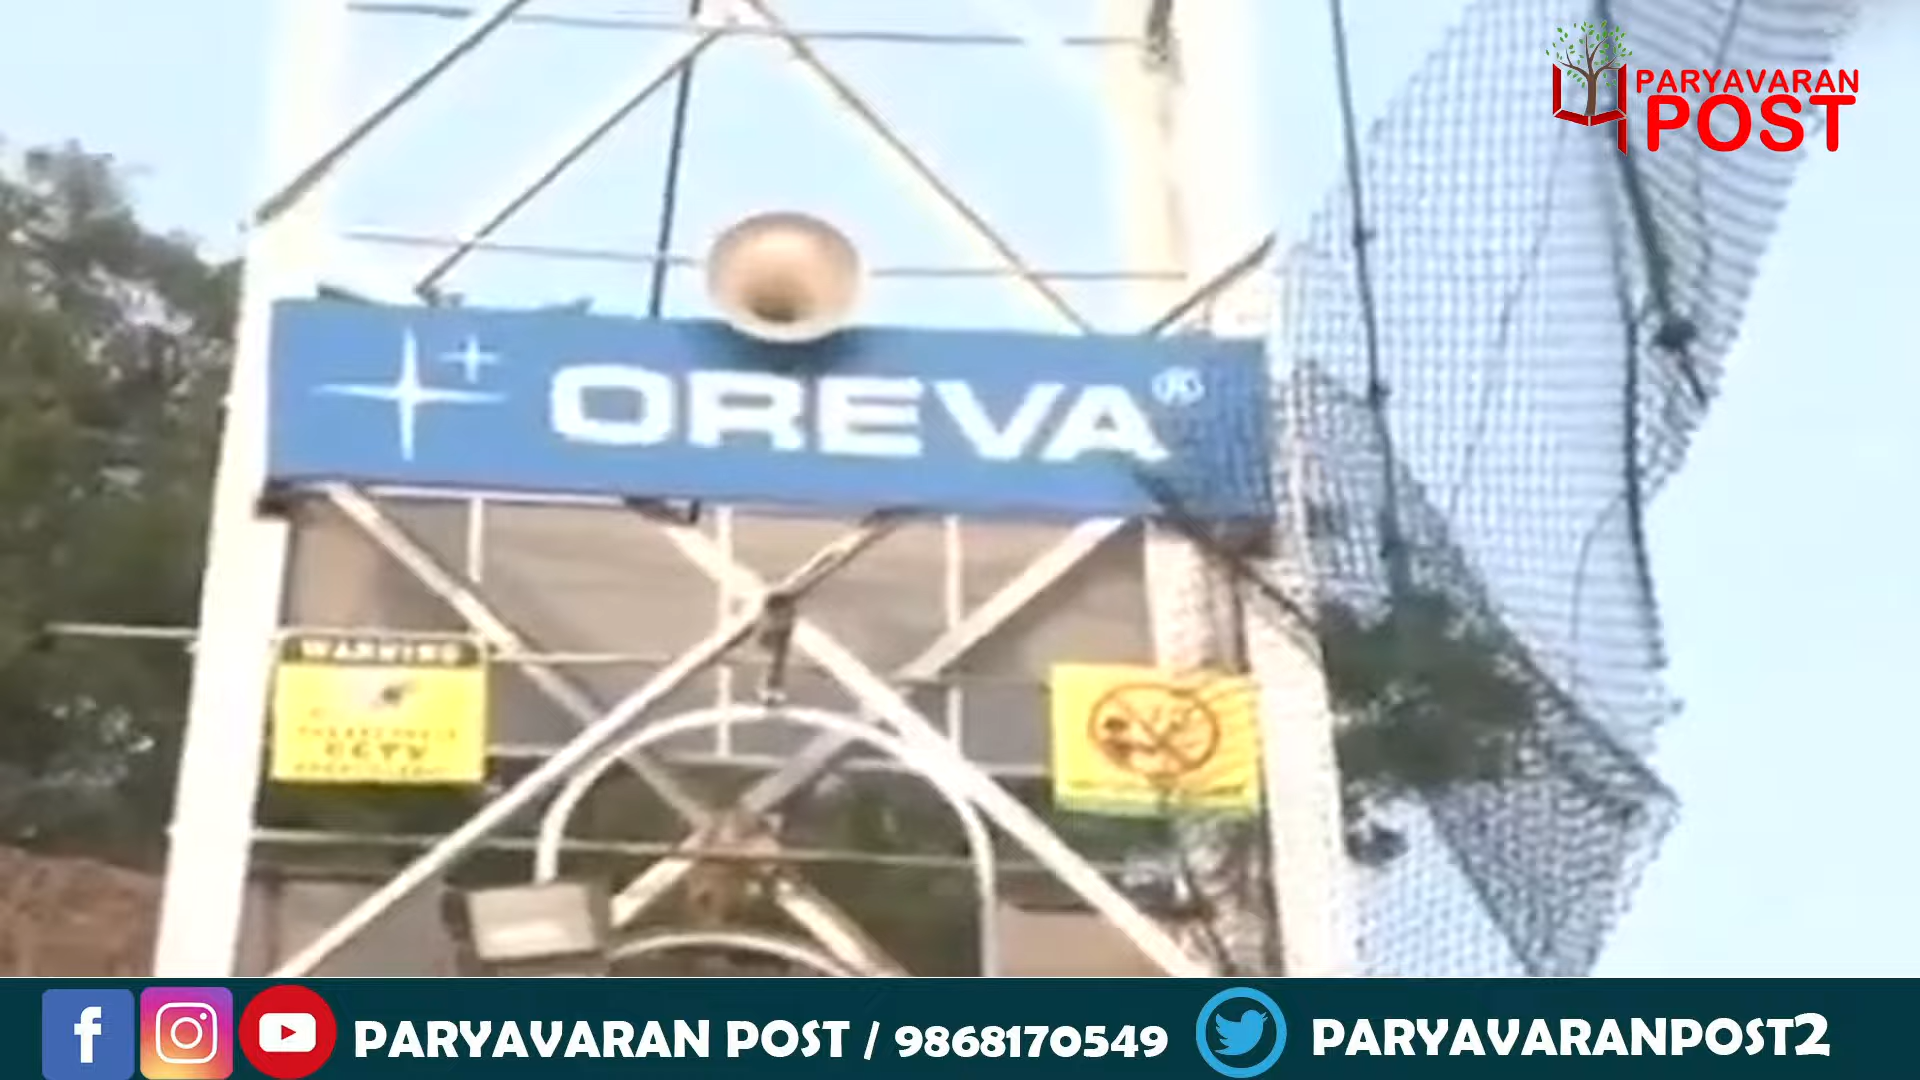 PARYAVARAN
POST
OREVA®
WARNING
CCTV
f
PARYAVARAN POST / 9868170549
PARYAVARANPOST2